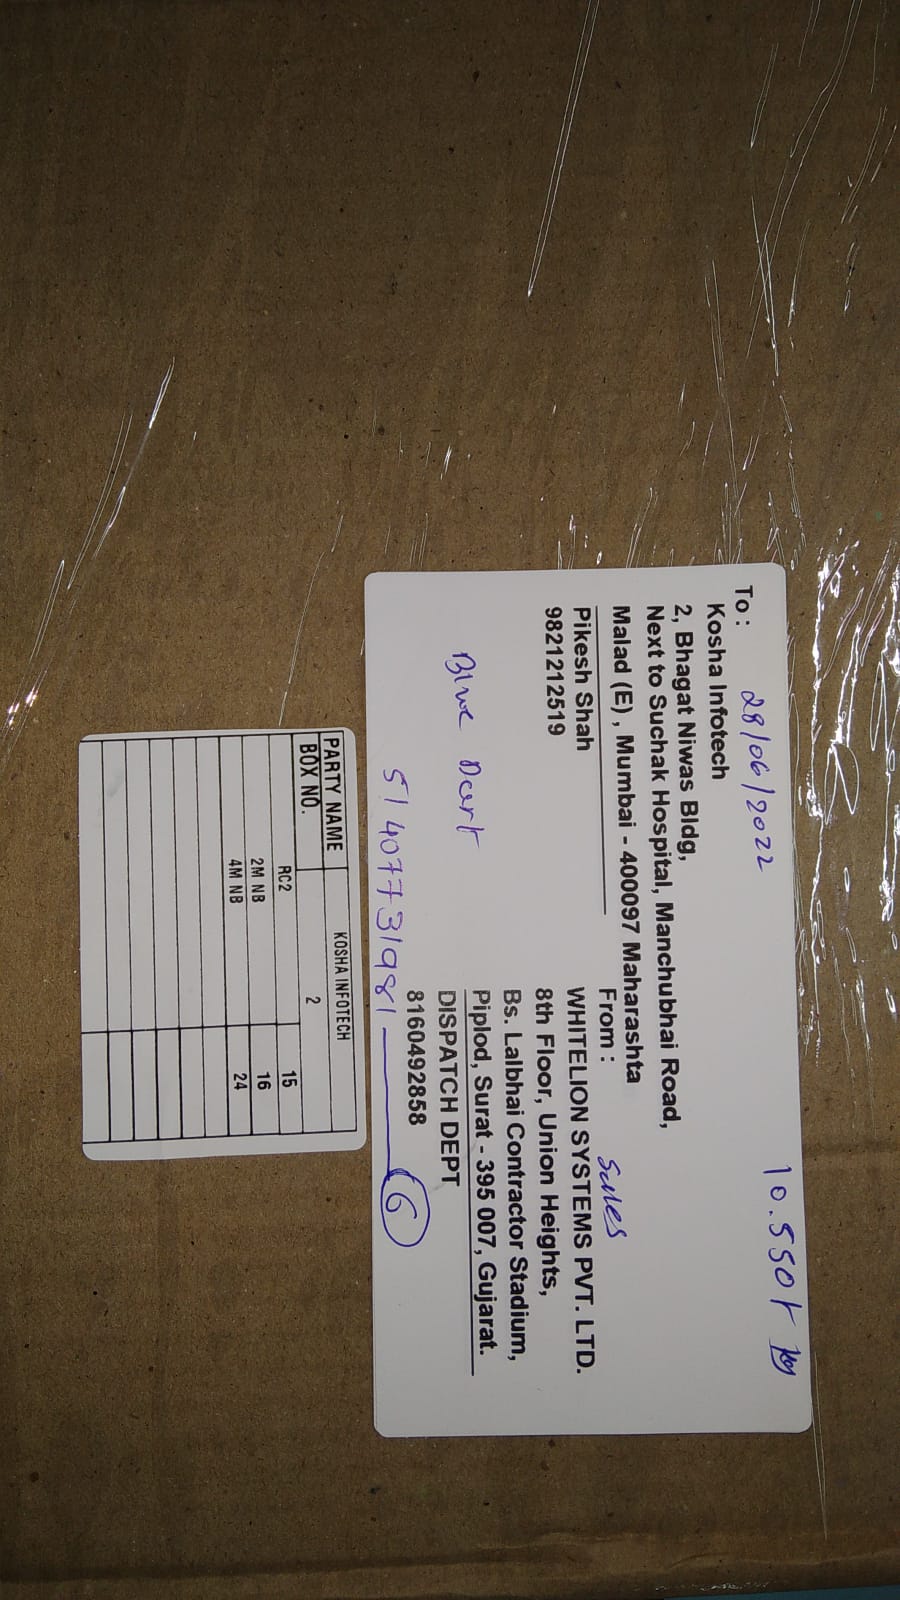 28/06/2022
10.550 kg
To :
Kosha Infotech
2, Bhagat Niwas Bldg,
Next to Suchak Hospital, Manchubhai Road,
Malad (E) , Mumbai - 400097 Maharashta
Pikesh Shah
9821212519
From :
Sales
WHITELION SYSTEMS PVT. LTD.
8th Floor, Union Heights,
Bs. Lalbhai Contractor Stadium,
Piplod, Surat - 395 007, Gujarat.
DISPATCH DEPT
8160492858
Blue Dart
51407731981
6
PARTY NAME KOSHA INFOTECH
BOX NO. 2
RC2 15
2M NB 16
4M NB 24